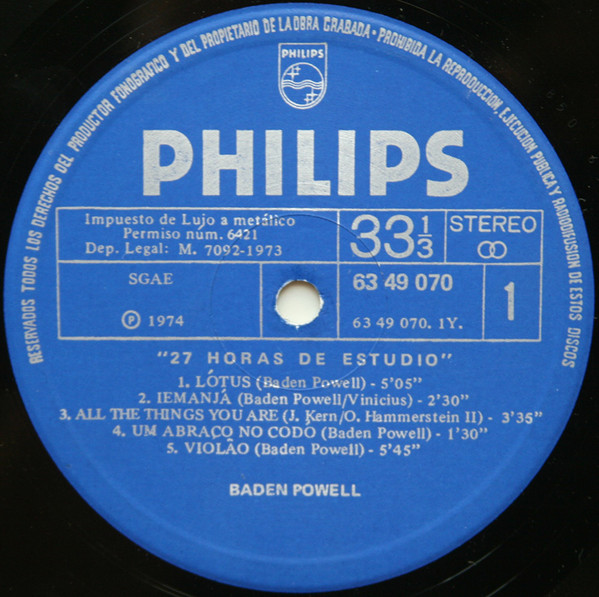 RESERVADOS TODOS LOS DERECHOS DEL PRODUCTOR FONOGRAFICO Y DEL PROPIETARIO DE LA OBRA GRABADA · PROHIBIDA LA REPRODUCCION, EJECUCION PUBLICA Y RADIODIFUSION DE ESTOS DISCOS
PHILIPS
PHILIPS
Impuesto de Lujo a metálico
Permiso núm. 6421
Dep. Legal: M. 7092-1973
33 1/3
STEREO
SGAE
℗ 1974
63 49 070
63 49 070. 1Y.
1
"27 HORAS DE ESTUDIO"
1. LÓTUS (Baden Powell) - 5'05"
2. IEMANJÁ (Baden Powell/Vinicius) - 2'30"
3. ALL THE THINGS YOU ARE (J. Kern/O. Hammerstein II) - 3'35"
4. UM ABRAÇO NO CODÓ (Baden Powell) - 1'30"
5. VIOLÃO (Baden Powell) - 5'45"
BADEN POWELL